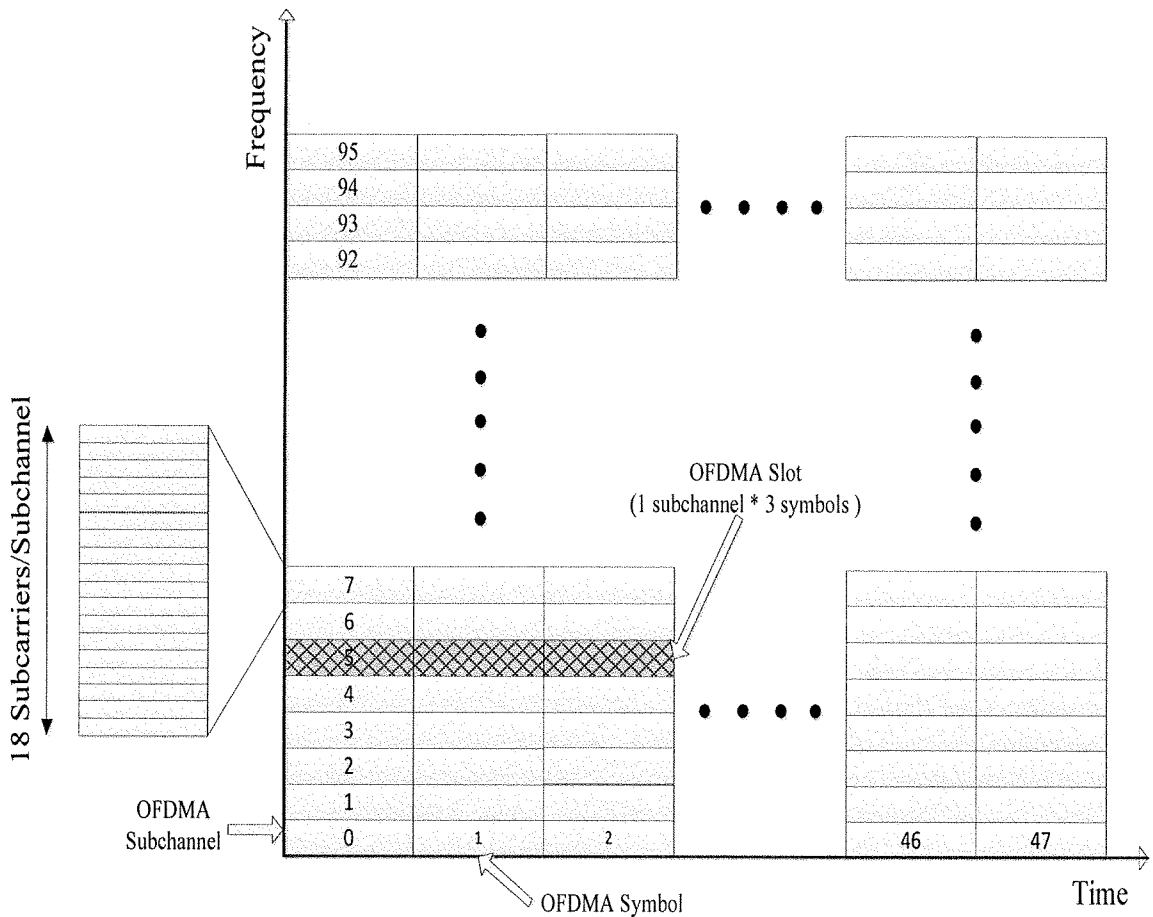 Frequency
95
94
93
92
18 Subcarriers/Subchannel
OFDMA Slot
(1 subchannel * 3 symbols )
7
6
5
4
3
2
1
OFDMA
Subchannel
0 1 2 46 47
Time
OFDMA Symbol